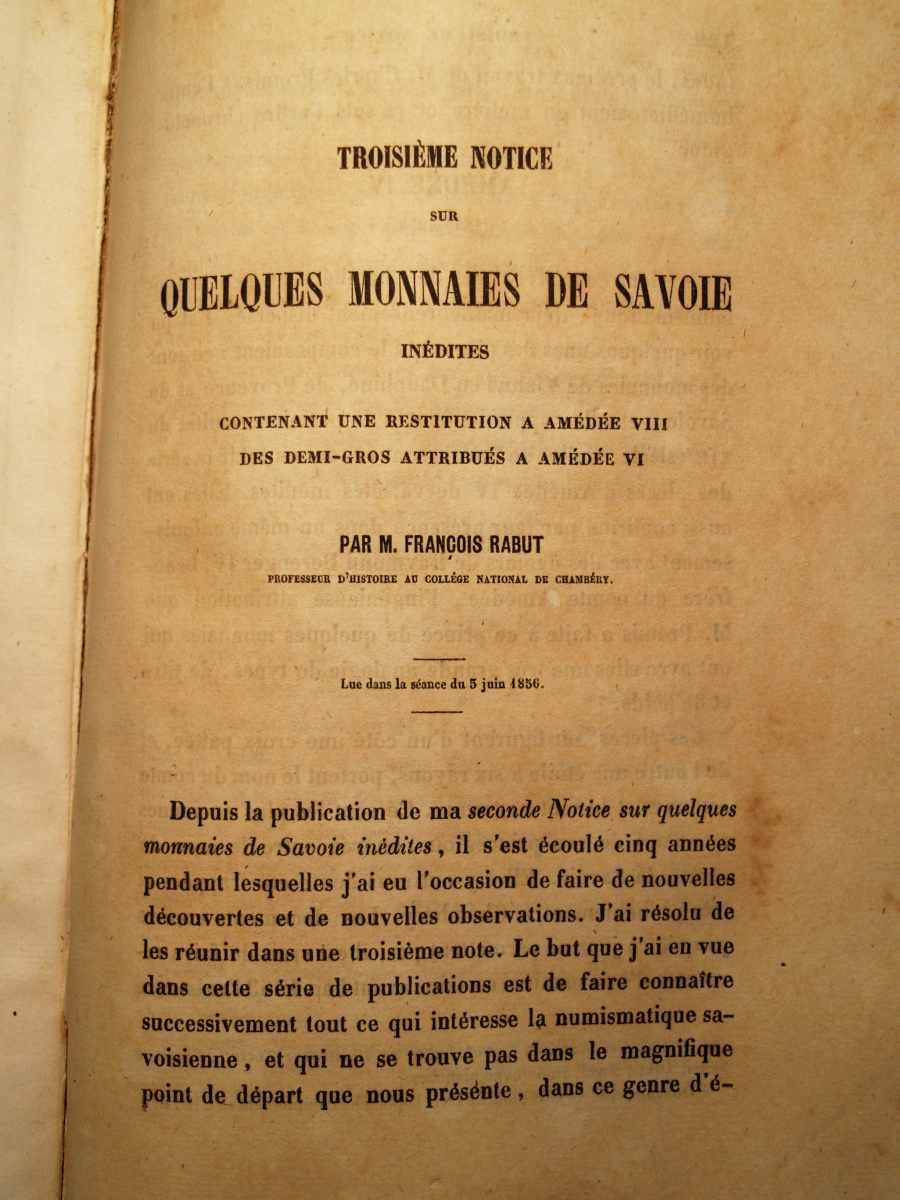 TROISIÈME NOTICE
SUR
QUELQUES MONNAIES DE SAVOIE
INÉDITES
CONTENANT UNE RESTITUTION A AMÉDÉE VIII
DES DEMI-GROS ATTRIBUÉS A AMÉDÉE VI
PAR M. FRANÇOIS RABUT
PROFESSEUR D'HISTOIRE AU COLLÉGE NATIONAL DE CHAMBÉRY.
Lue dans la séance du 5 juin 1856.
Depuis la publication de ma seconde Notice sur quelques
monnaies de Savoie inédites, il s'est écoulé cinq années
pendant lesquelles j'ai eu l'occasion de faire de nouvelles
découvertes et de nouvelles observations. J'ai résolu de
les réunir dans une troisième note. Le but que j'ai en vue
dans cette série de publications est de faire connaître
successivement tout ce qui intéresse la numismatique sa-
voisienne, et qui ne se trouve pas dans le magnifique
point de départ que nous présénte, dans ce genre d'é-